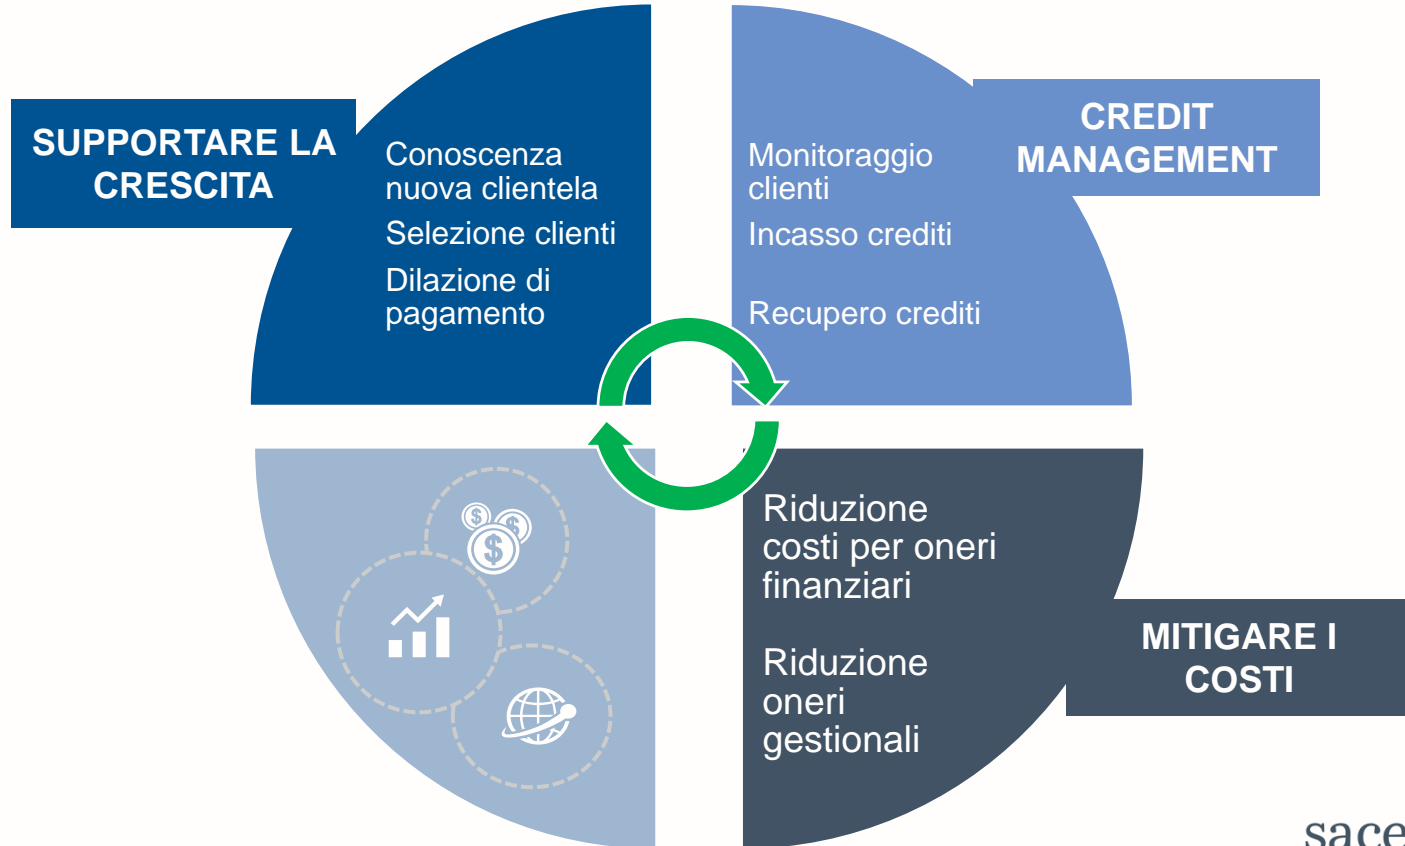 SUPPORTARE LA
CRESCITA
Conoscenza
nuova clientela
Selezione clienti
Dilazione di
pagamento
CREDIT
MANAGEMENT
Monitoraggio
clienti
Incasso crediti
Recupero crediti
$ $
$
Riduzione
costi per oneri
finanziari
Riduzione
oneri
gestionali
MITIGARE I
COSTI
sace